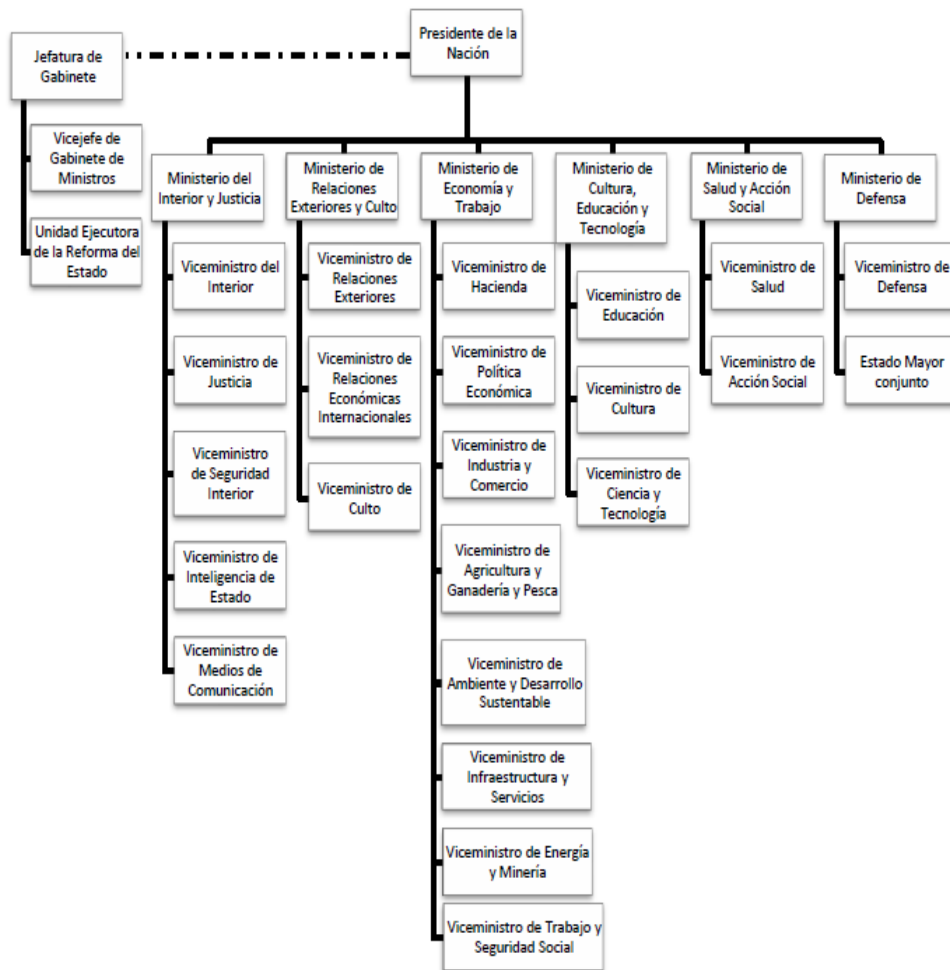 Presidente de la
Nación
Jefatura de
Gabinete
Vicejefe de
Gabinete de
Ministros
Unidad Ejecutora
de la Reforma del
Estado
Ministerio del
Interior y Justicia
Viceministro del
Interior
Viceministro de
Justicia
Viceministro
de Seguridad
Interior
Viceministro de
Inteligencia de
Estado
Viceministro de
Medios de
Comunicación
Ministerio de
Relaciones
Exteriores y Culto
Viceministro de
Relaciones
Exteriores
Viceministro de
Relaciones
Económicas
Internacionales
Viceministro de
Culto
Ministerio de
Economía y
Trabajo
Viceministro de
Hacienda
Viceministro de
Política
Económica
Viceministro de
Industria y
Comercio
Viceministro de
Agricultura y
Ganadería y Pesca
Viceministro de
Ambiente y Desarrollo
Sustentable
Viceministro de
Infraestructura y
Servicios
Viceministro de Energía
y Minería
Viceministro de Trabajo y
Seguridad Social
Ministerio de
Cultura,
Educación y
Tecnología
Viceministro de
Educación
Viceministro de
Cultura
Viceministro de
Ciencia y
Tecnología
Ministerio de
Salud y Acción
Social
Viceministro de
Salud
Viceministro de
Acción Social
Ministerio de
Defensa
Viceministro de
Defensa
Estado Mayor
conjunto